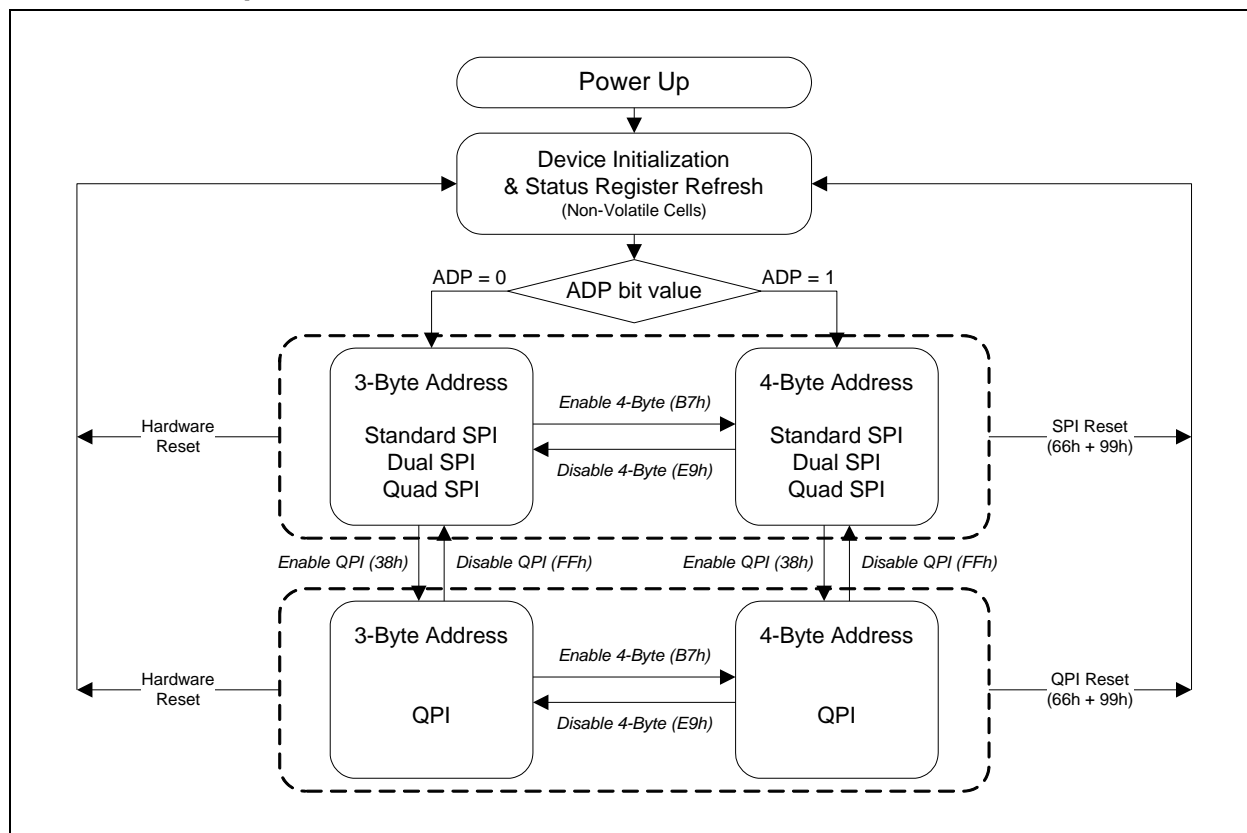 Power Up
Device Initialization
& Status Register Refresh
(Non-Volatile Cells)
ADP = 0
ADP bit value
ADP = 1
3-Byte Address
Standard SPI
Dual SPI
Quad SPI
Enable 4-Byte (B7h)
Disable 4-Byte (E9h)
4-Byte Address
Standard SPI
Dual SPI
Quad SPI
Hardware
Reset
SPI Reset
(66h + 99h)
Enable QPI (38h)
Disable QPI (FFh)
Enable QPI (38h)
Disable QPI (FFh)
3-Byte Address
QPI
Enable 4-Byte (B7h)
Disable 4-Byte (E9h)
4-Byte Address
QPI
Hardware
Reset
QPI Reset
(66h + 99h)